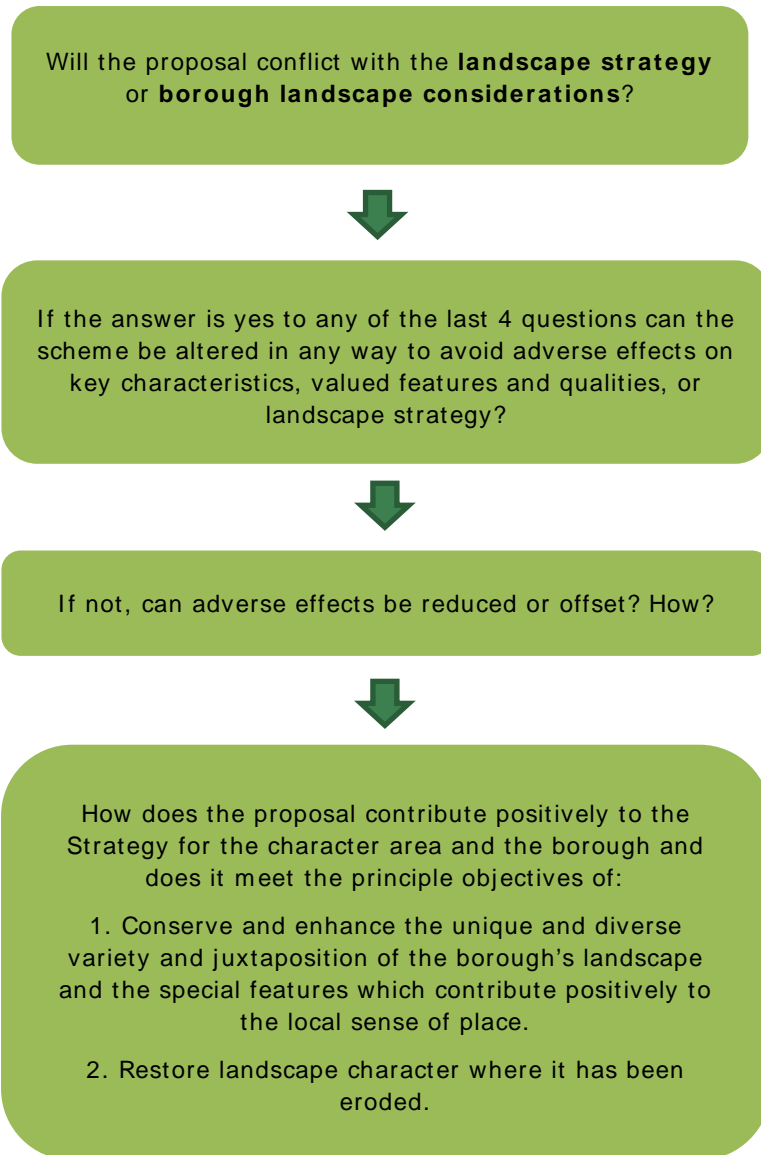 Will the proposal conflict with the landscape strategy
or borough landscape considerations?
If the answer is yes to any of the last 4 questions can the
scheme be altered in any way to avoid adverse effects on
key characteristics, valued features and qualities, or
landscape strategy?
If not, can adverse effects be reduced or offset? How?
How does the proposal contribute positively to the
Strategy for the character area and the borough and
does it meet the principle objectives of:
1. Conserve and enhance the unique and diverse
variety and juxtaposition of the borough's landscape
and the special features which contribute positively to
the local sense of place.
2. Restore landscape character where it has been
eroded.